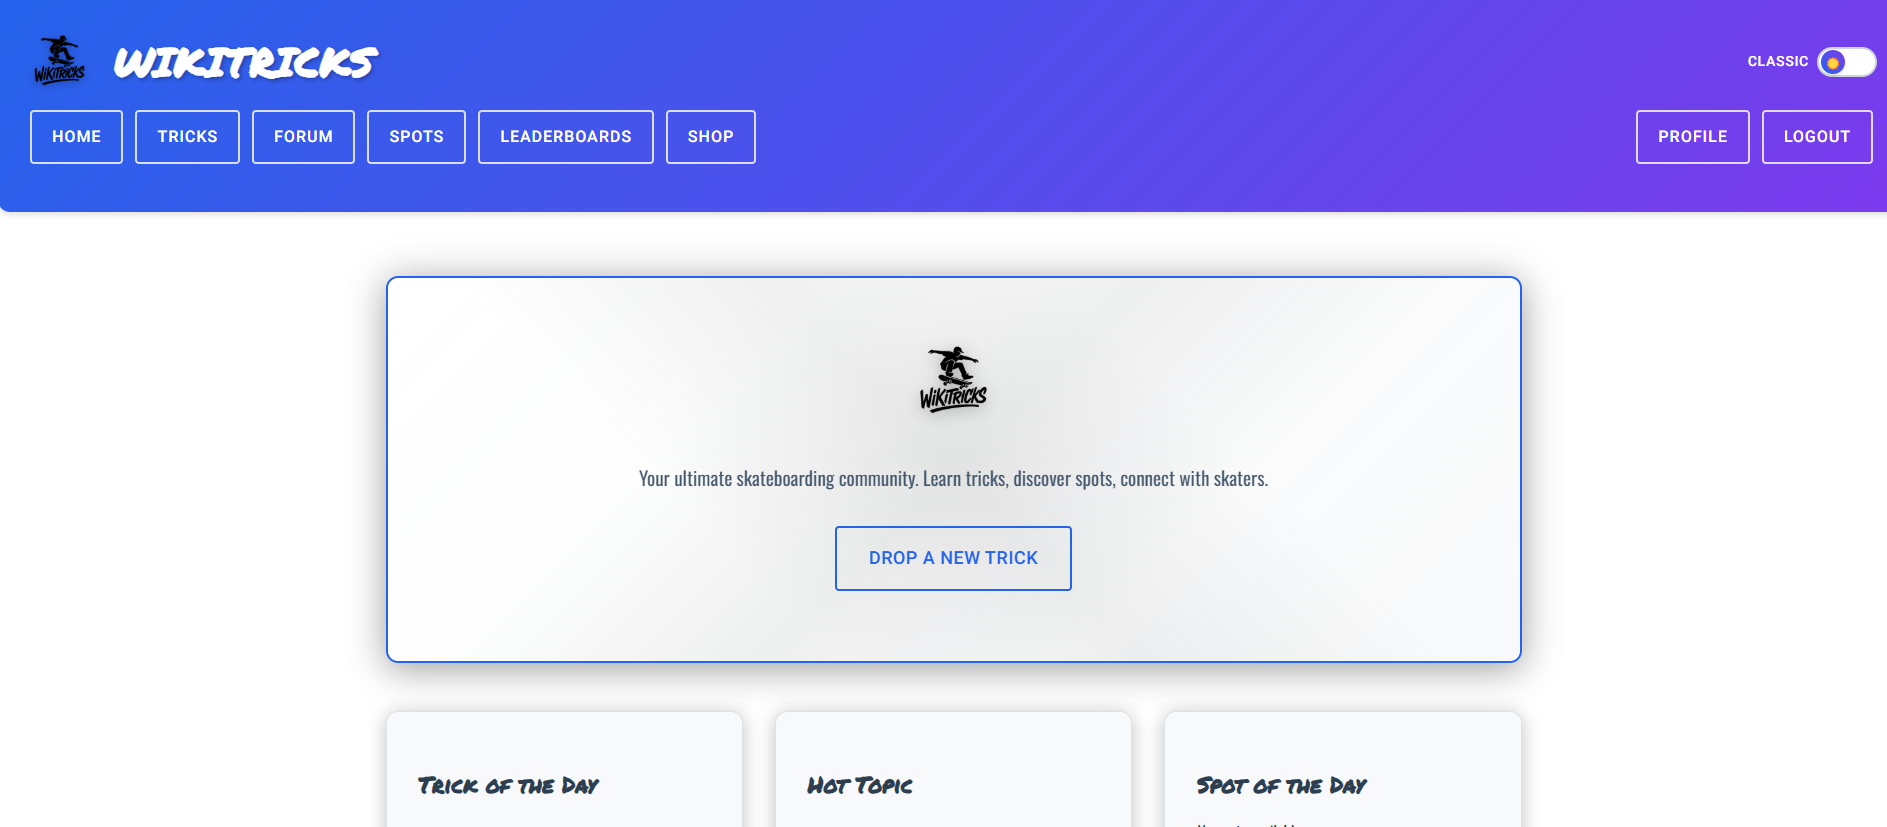 WIKITRICKS
WIKITRICKS
CLASSIC
HOME
TRICKS
FORUM
SPOTS
LEADERBOARDS
SHOP
PROFILE
LOGOUT
WIKITRICKS
Your ultimate skateboarding community. Learn tricks, discover spots, connect with skaters.
DROP A NEW TRICK
Trick of the Day
Hot Topic
Spot of the Day